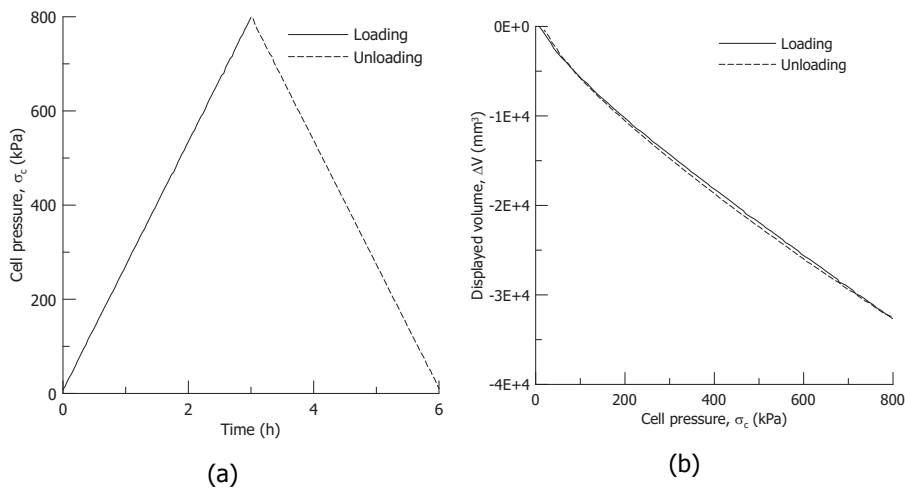 800
600
400
200
0
Cell pressure, σc (kPa)
Loading
Unloading
0 2 4 6
Time (h)
(a)
0E+0
-1E+4
-2E+4
-3E+4
-4E+4
Displayed volume, ΔV (mm³)
Loading
Unloading
0 200 400 600 800
Cell pressure, σc (kPa)
(b)